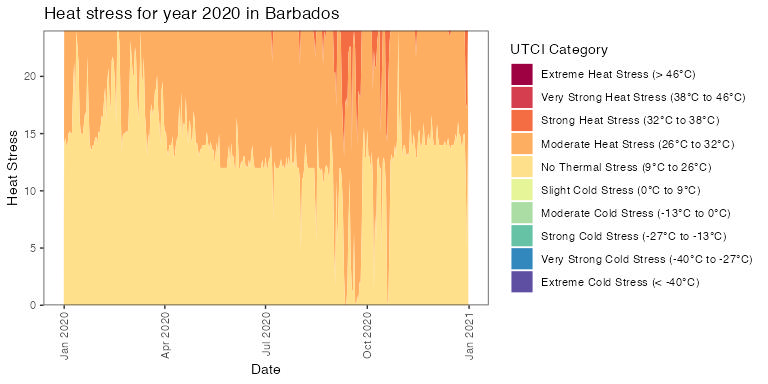 Heat stress for year 2020 in Barbados
Heat Stress
20
15
10
5
0
Jan 2020
Apr 2020
Jul 2020
Oct 2020
Jan 2021
Date
UTCI Category
Extreme Heat Stress (> 46°C)
Very Strong Heat Stress (38°C to 46°C)
Strong Heat Stress (32°C to 38°C)
Moderate Heat Stress (26°C to 32°C)
No Thermal Stress (9°C to 26°C)
Slight Cold Stress (0°C to 9°C)
Moderate Cold Stress (-13°C to 0°C)
Strong Cold Stress (-27°C to -13°C)
Very Strong Cold Stress (-40°C to -27°C)
Extreme Cold Stress (< -40°C)